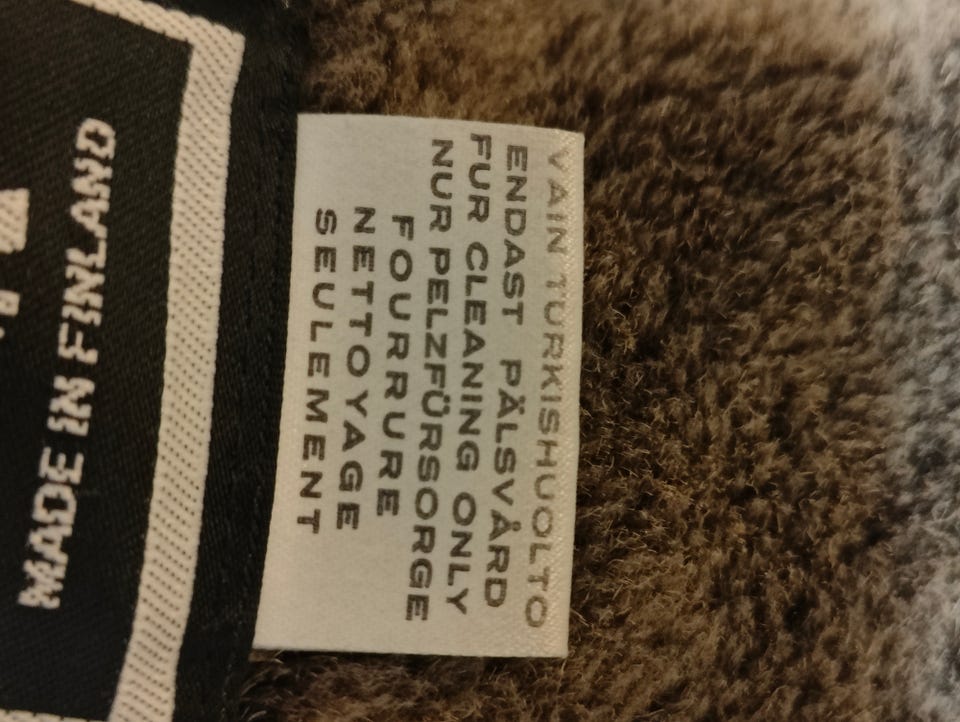 MADE IN FINLAND
VAIN TURKISHUOLTO
ENDAST PÄLSVÅRD
FUR CLEANING ONLY
NUR PELZFÜRSORGE
FOURRURE
NETTOYAGE
SEULEMENT